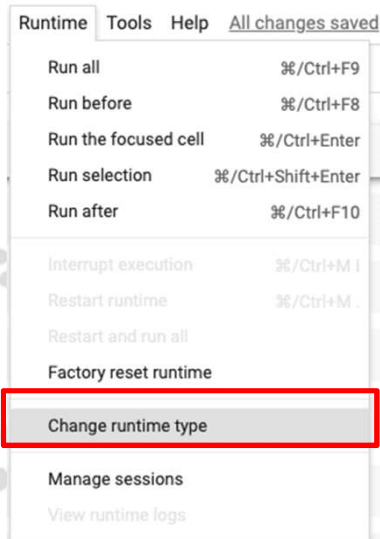 Runtime Tools Help All changes saved
Run all ⌘/Ctrl+F9
Run before ⌘/Ctrl+F8
Run the focused cell ⌘/Ctrl+Enter
Run selection ⌘/Ctrl+Shift+Enter
Run after ⌘/Ctrl+F10
Interrupt execution ⌘/Ctrl+M I
Restart runtime ⌘/Ctrl+M .
Restart and run all
Factory reset runtime
Change runtime type
Manage sessions
View runtime logs